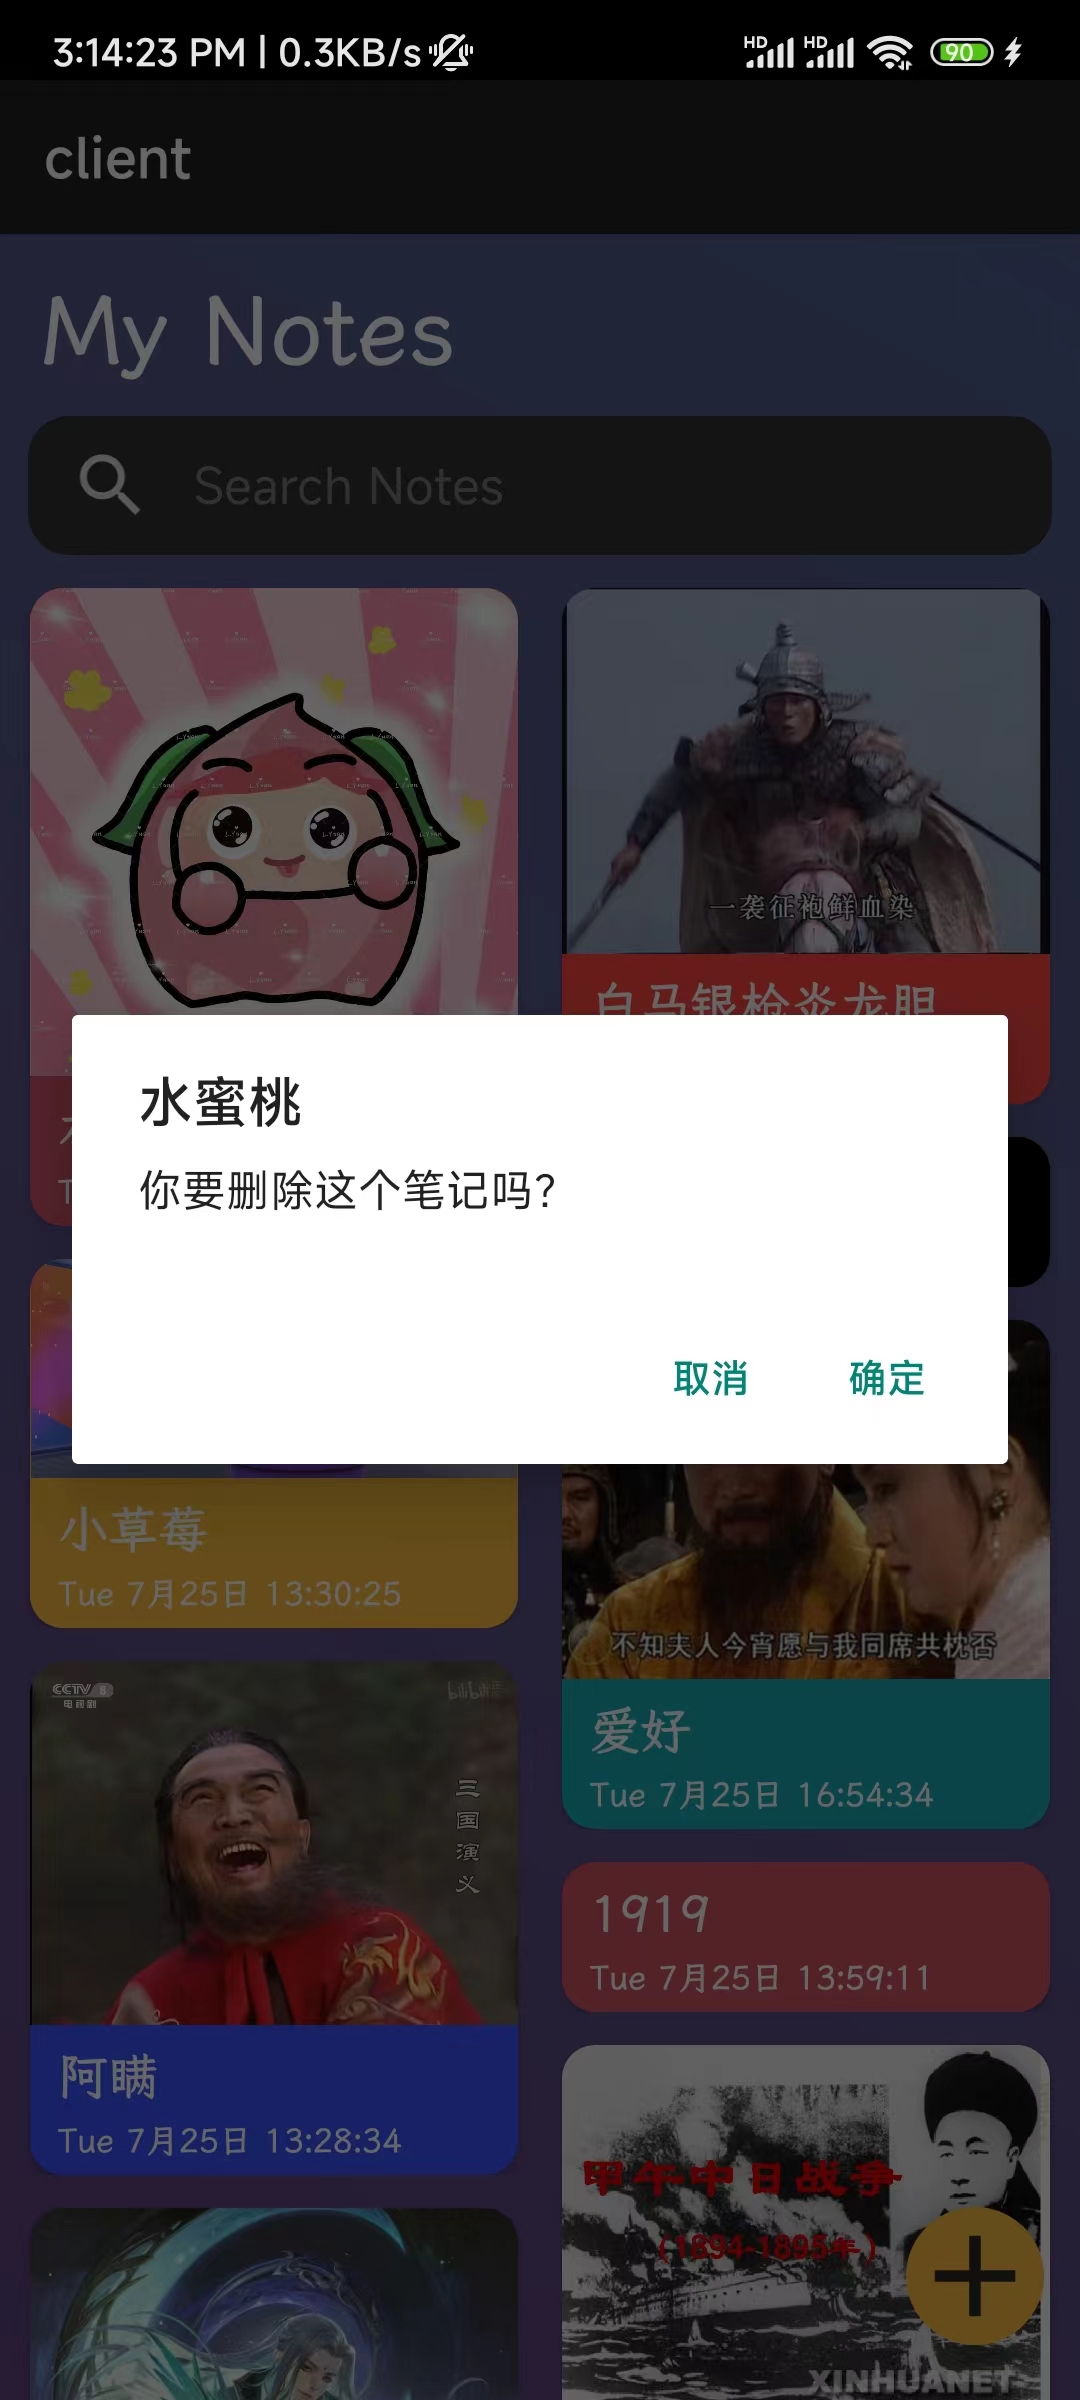 3:14:23 PM | 0.3KB/s
HD HD 90
client
My Notes
Search Notes
一袭征袍鲜血染
白马银枪炎龙胆
水蜜桃
你要删除这个笔记吗?
取消 确定
小草莓
Tue 7月25日 13:30:25
不知夫人今宵愿与我同席共枕否
爱好
Tue 7月25日 16:54:34
CCTV 8
电视剧
bilibili
三国演义
阿瞒
Tue 7月25日 13:28:34
1919
Tue 7月25日 13:59:11
甲午中日战争
(1894-1895年)
XINHUANET